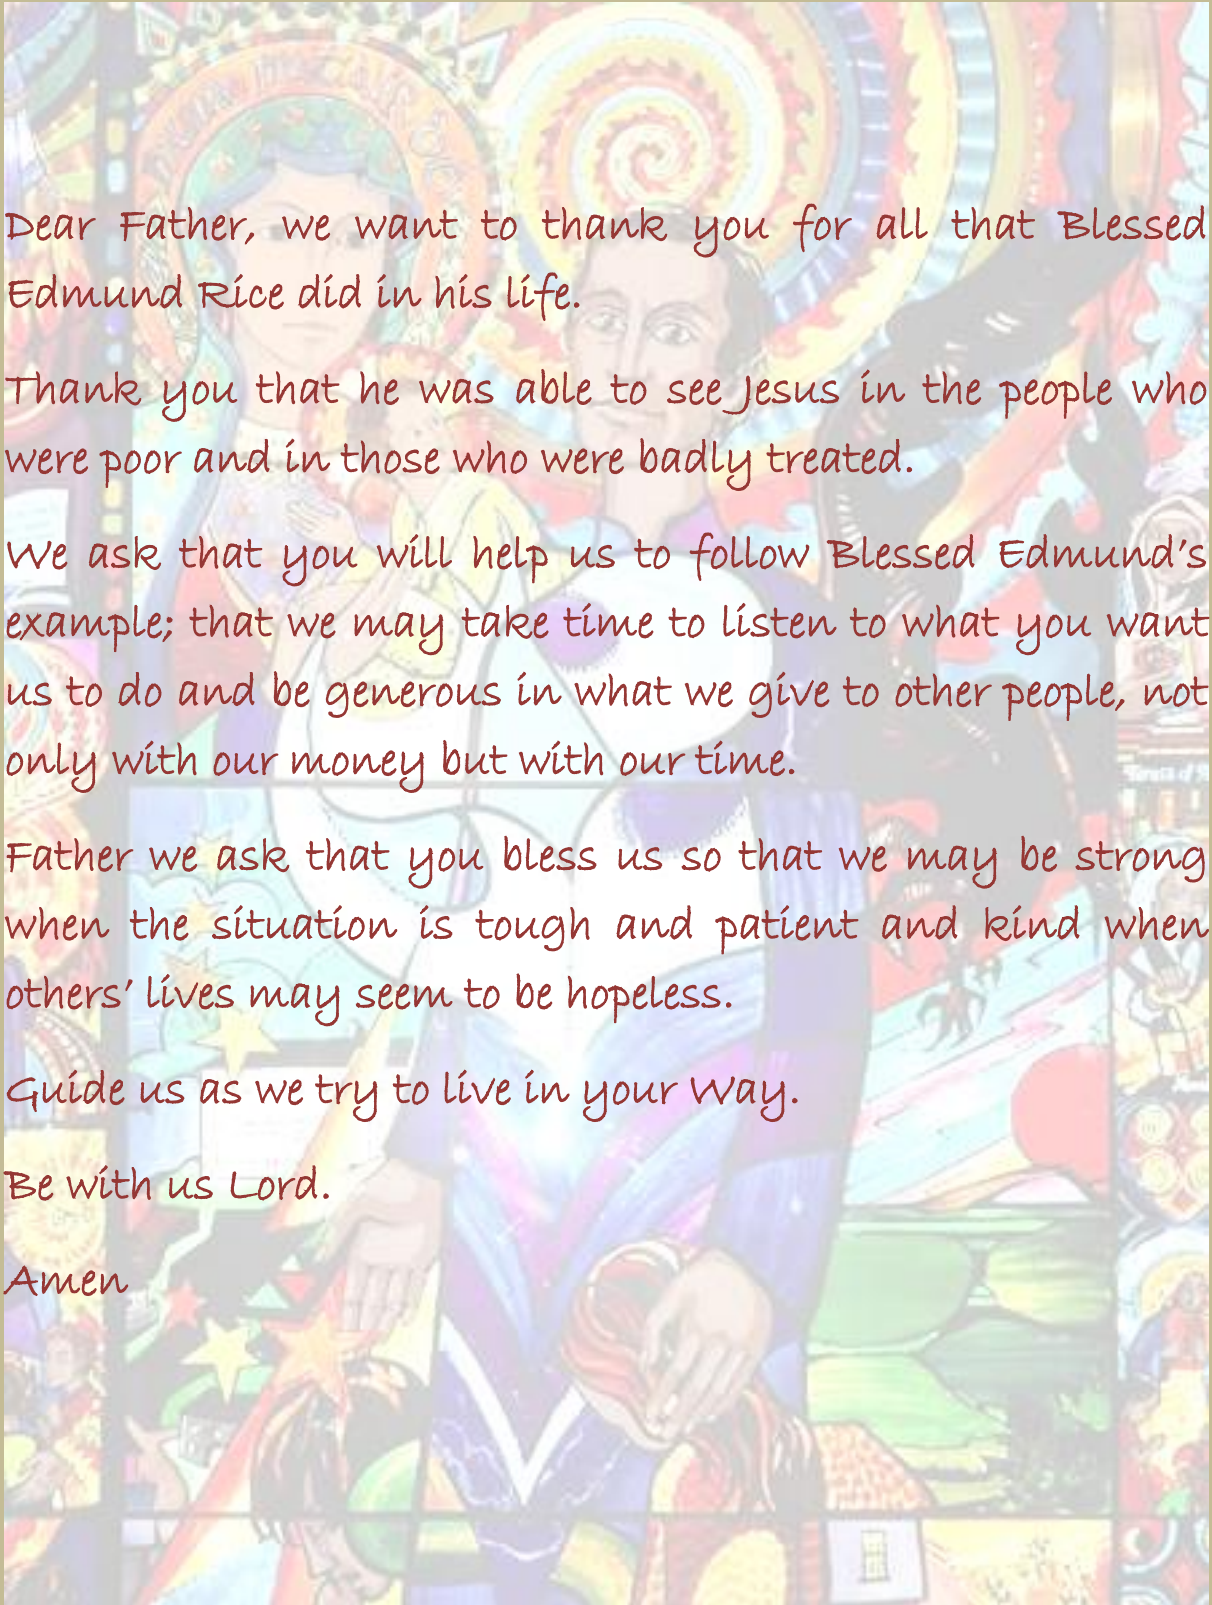 Dear Father, we want to thank you for all that Blessed
Edmund Rice did in his life.
Thank you that he was able to see Jesus in the people who
were poor and in those who were badly treated.
We ask that you will help us to follow Blessed Edmund's
example; that we may take time to listen to what you want
us to do and be generous in what we give to other people, not
only with our money but with our time.
Father we ask that you bless us so that we may be strong
when the situation is tough and patient and kind when
others' lives may seem to be hopeless.
Guide us as we try to live in your Way.
Be with us Lord.
Amen